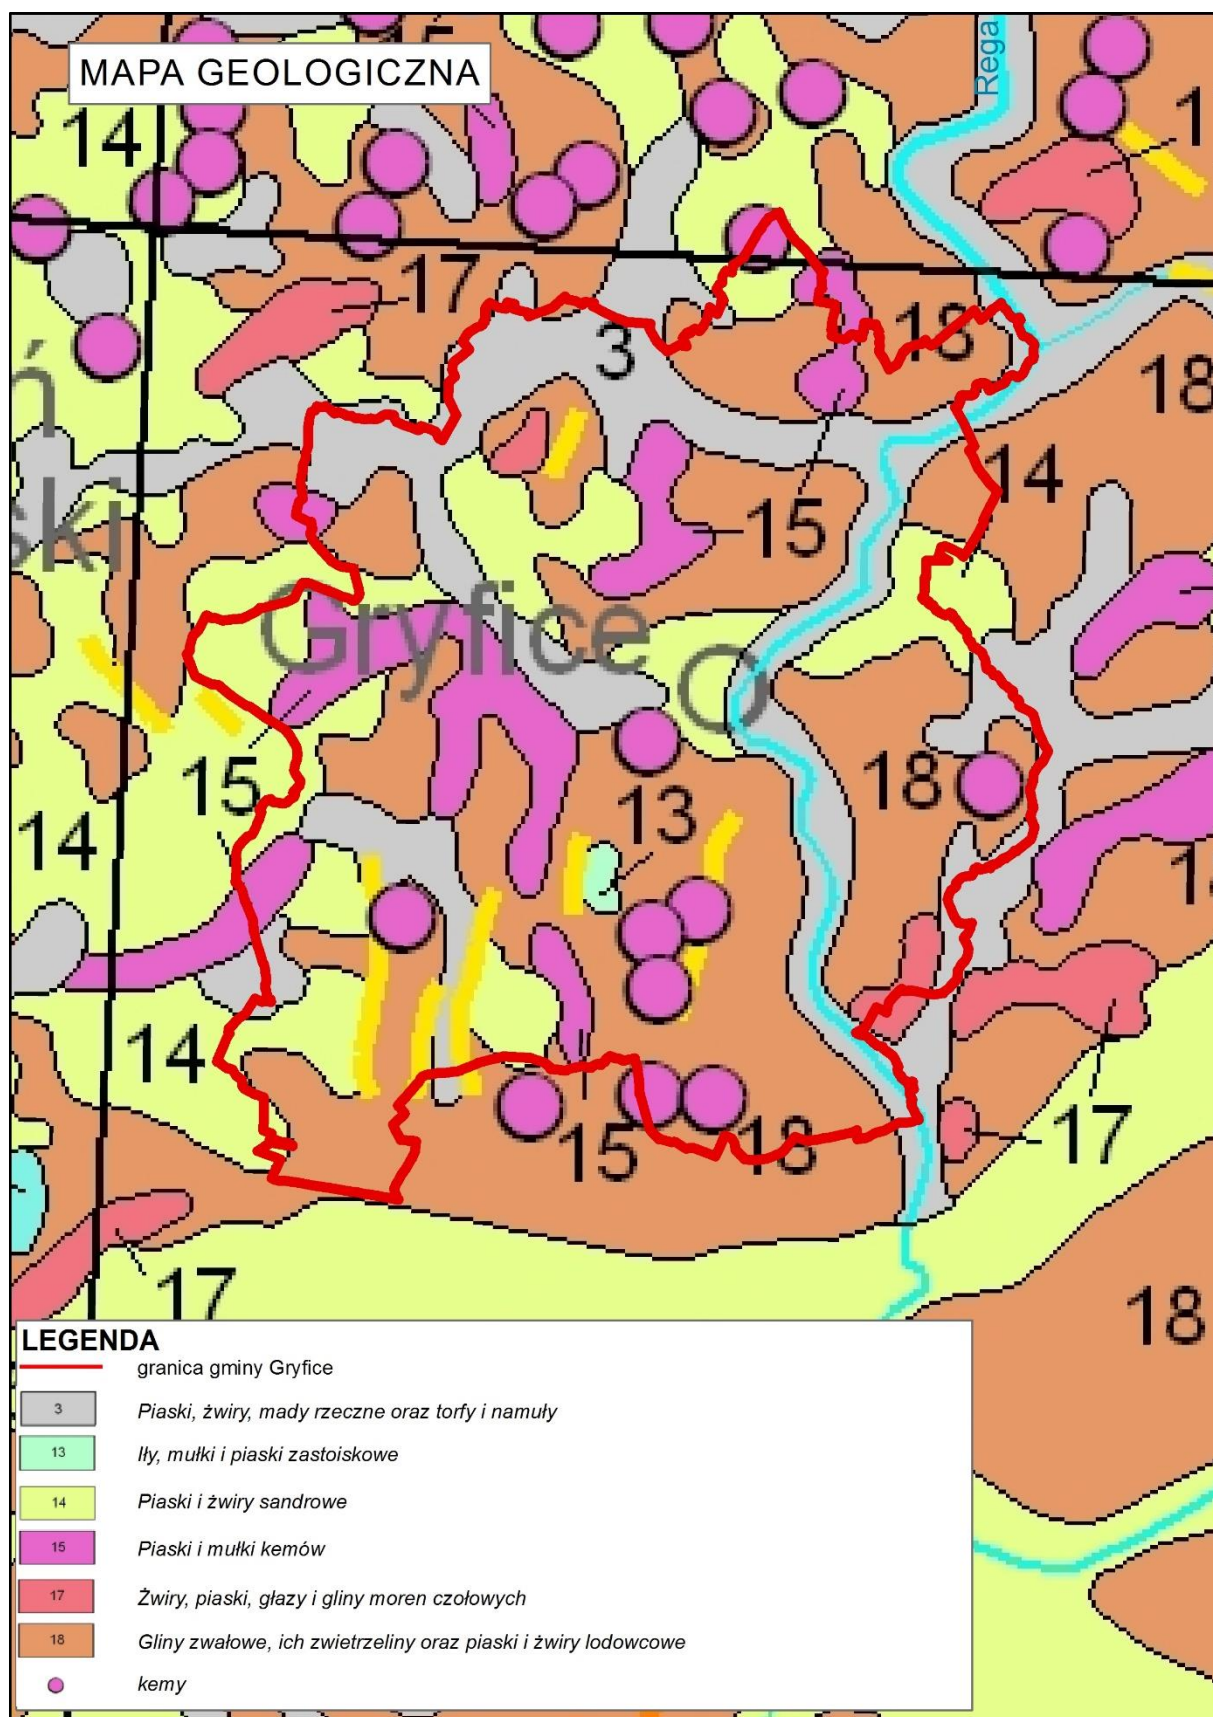 MAPA GEOLOGICZNA
15
14
Rega
1
17
3
18
18
ń
14
ski
15
Gryfice
15
18
13
14
14
15
18
17
17
18
LEGENDA
granica gminy Gryfice
3 Piaski, żwiry, mady rzeczne oraz torfy i namuły
13 Iły, mułki i piaski zastoiskowe
14 Piaski i żwiry sandrowe
15 Piaski i mułki kemów
17 Żwiry, piaski, głazy i gliny moren czołowych
18 Gliny zwałowe, ich zwietrzeliny oraz piaski i żwiry lodowcowe
kemy